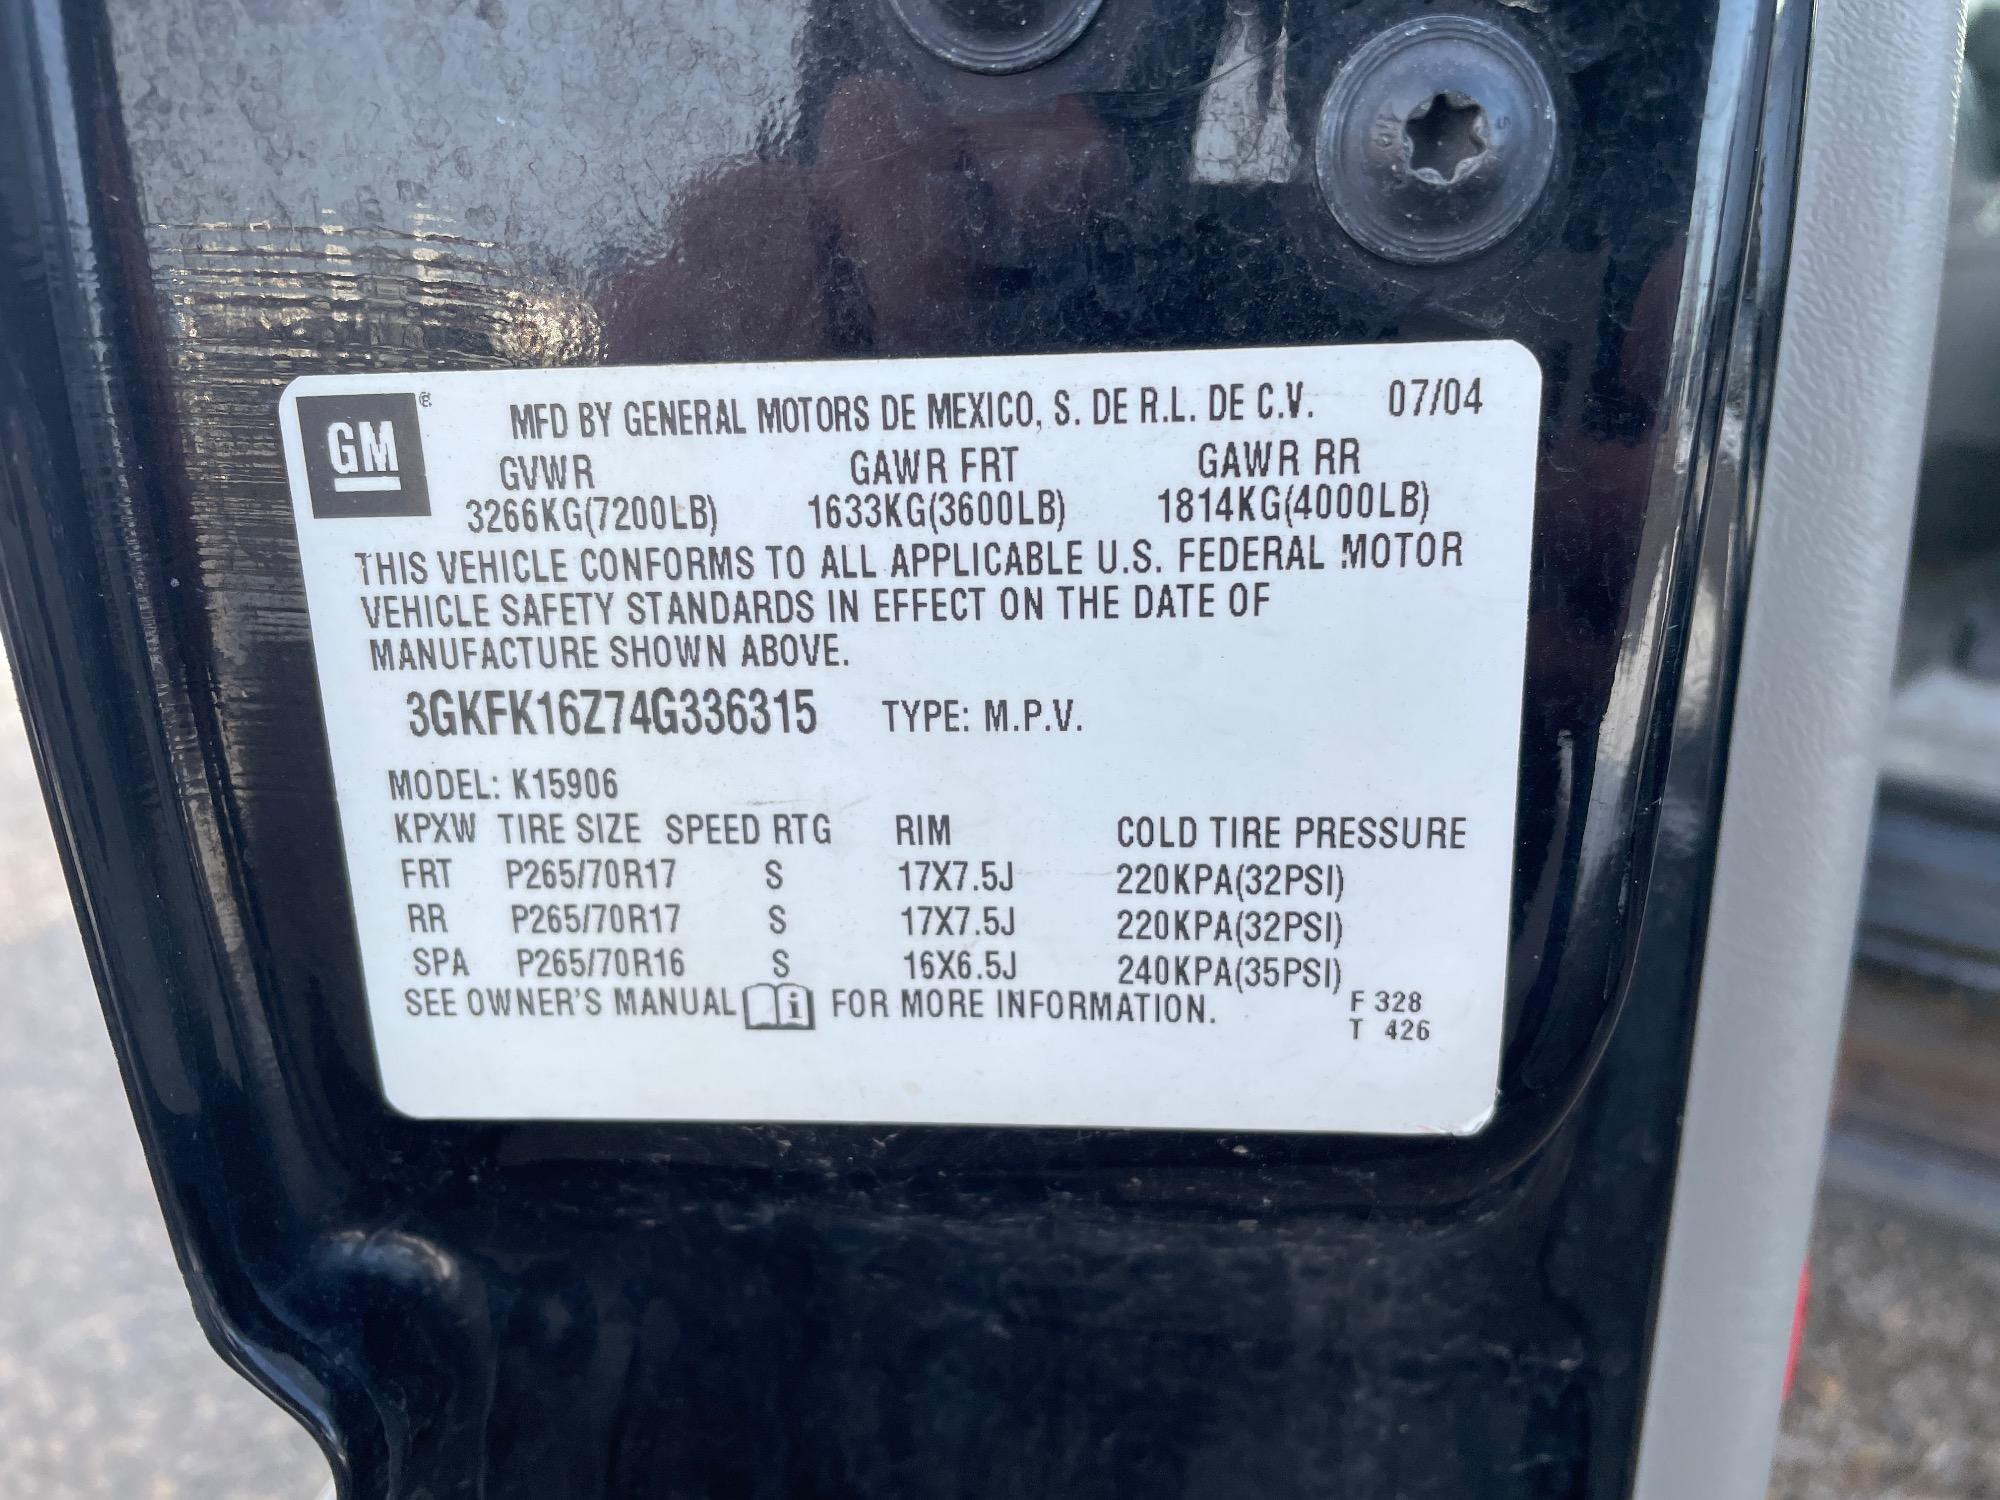 GM ® MFD BY GENERAL MOTORS DE MEXICO, S. DE R.L. DE C.V. 07/04
GVWR GAWR FRT GAWR RR
3266KG(7200LB) 1633KG(3600LB) 1814KG(4000LB)
THIS VEHICLE CONFORMS TO ALL APPLICABLE U.S. FEDERAL MOTOR
VEHICLE SAFETY STANDARDS IN EFFECT ON THE DATE OF
MANUFACTURE SHOWN ABOVE.
3GKFK16Z74G336315 TYPE: M.P.V.
MODEL: K15906
KPXW TIRE SIZE SPEED RTG RIM COLD TIRE PRESSURE
FRT P265/70R17 S 17X7.5J 220KPA(32PSI)
RR P265/70R17 S 17X7.5J 220KPA(32PSI)
SPA P265/70R16 S 16X6.5J 240KPA(35PSI)
SEE OWNER'S MANUAL i FOR MORE INFORMATION. F 328
T 426